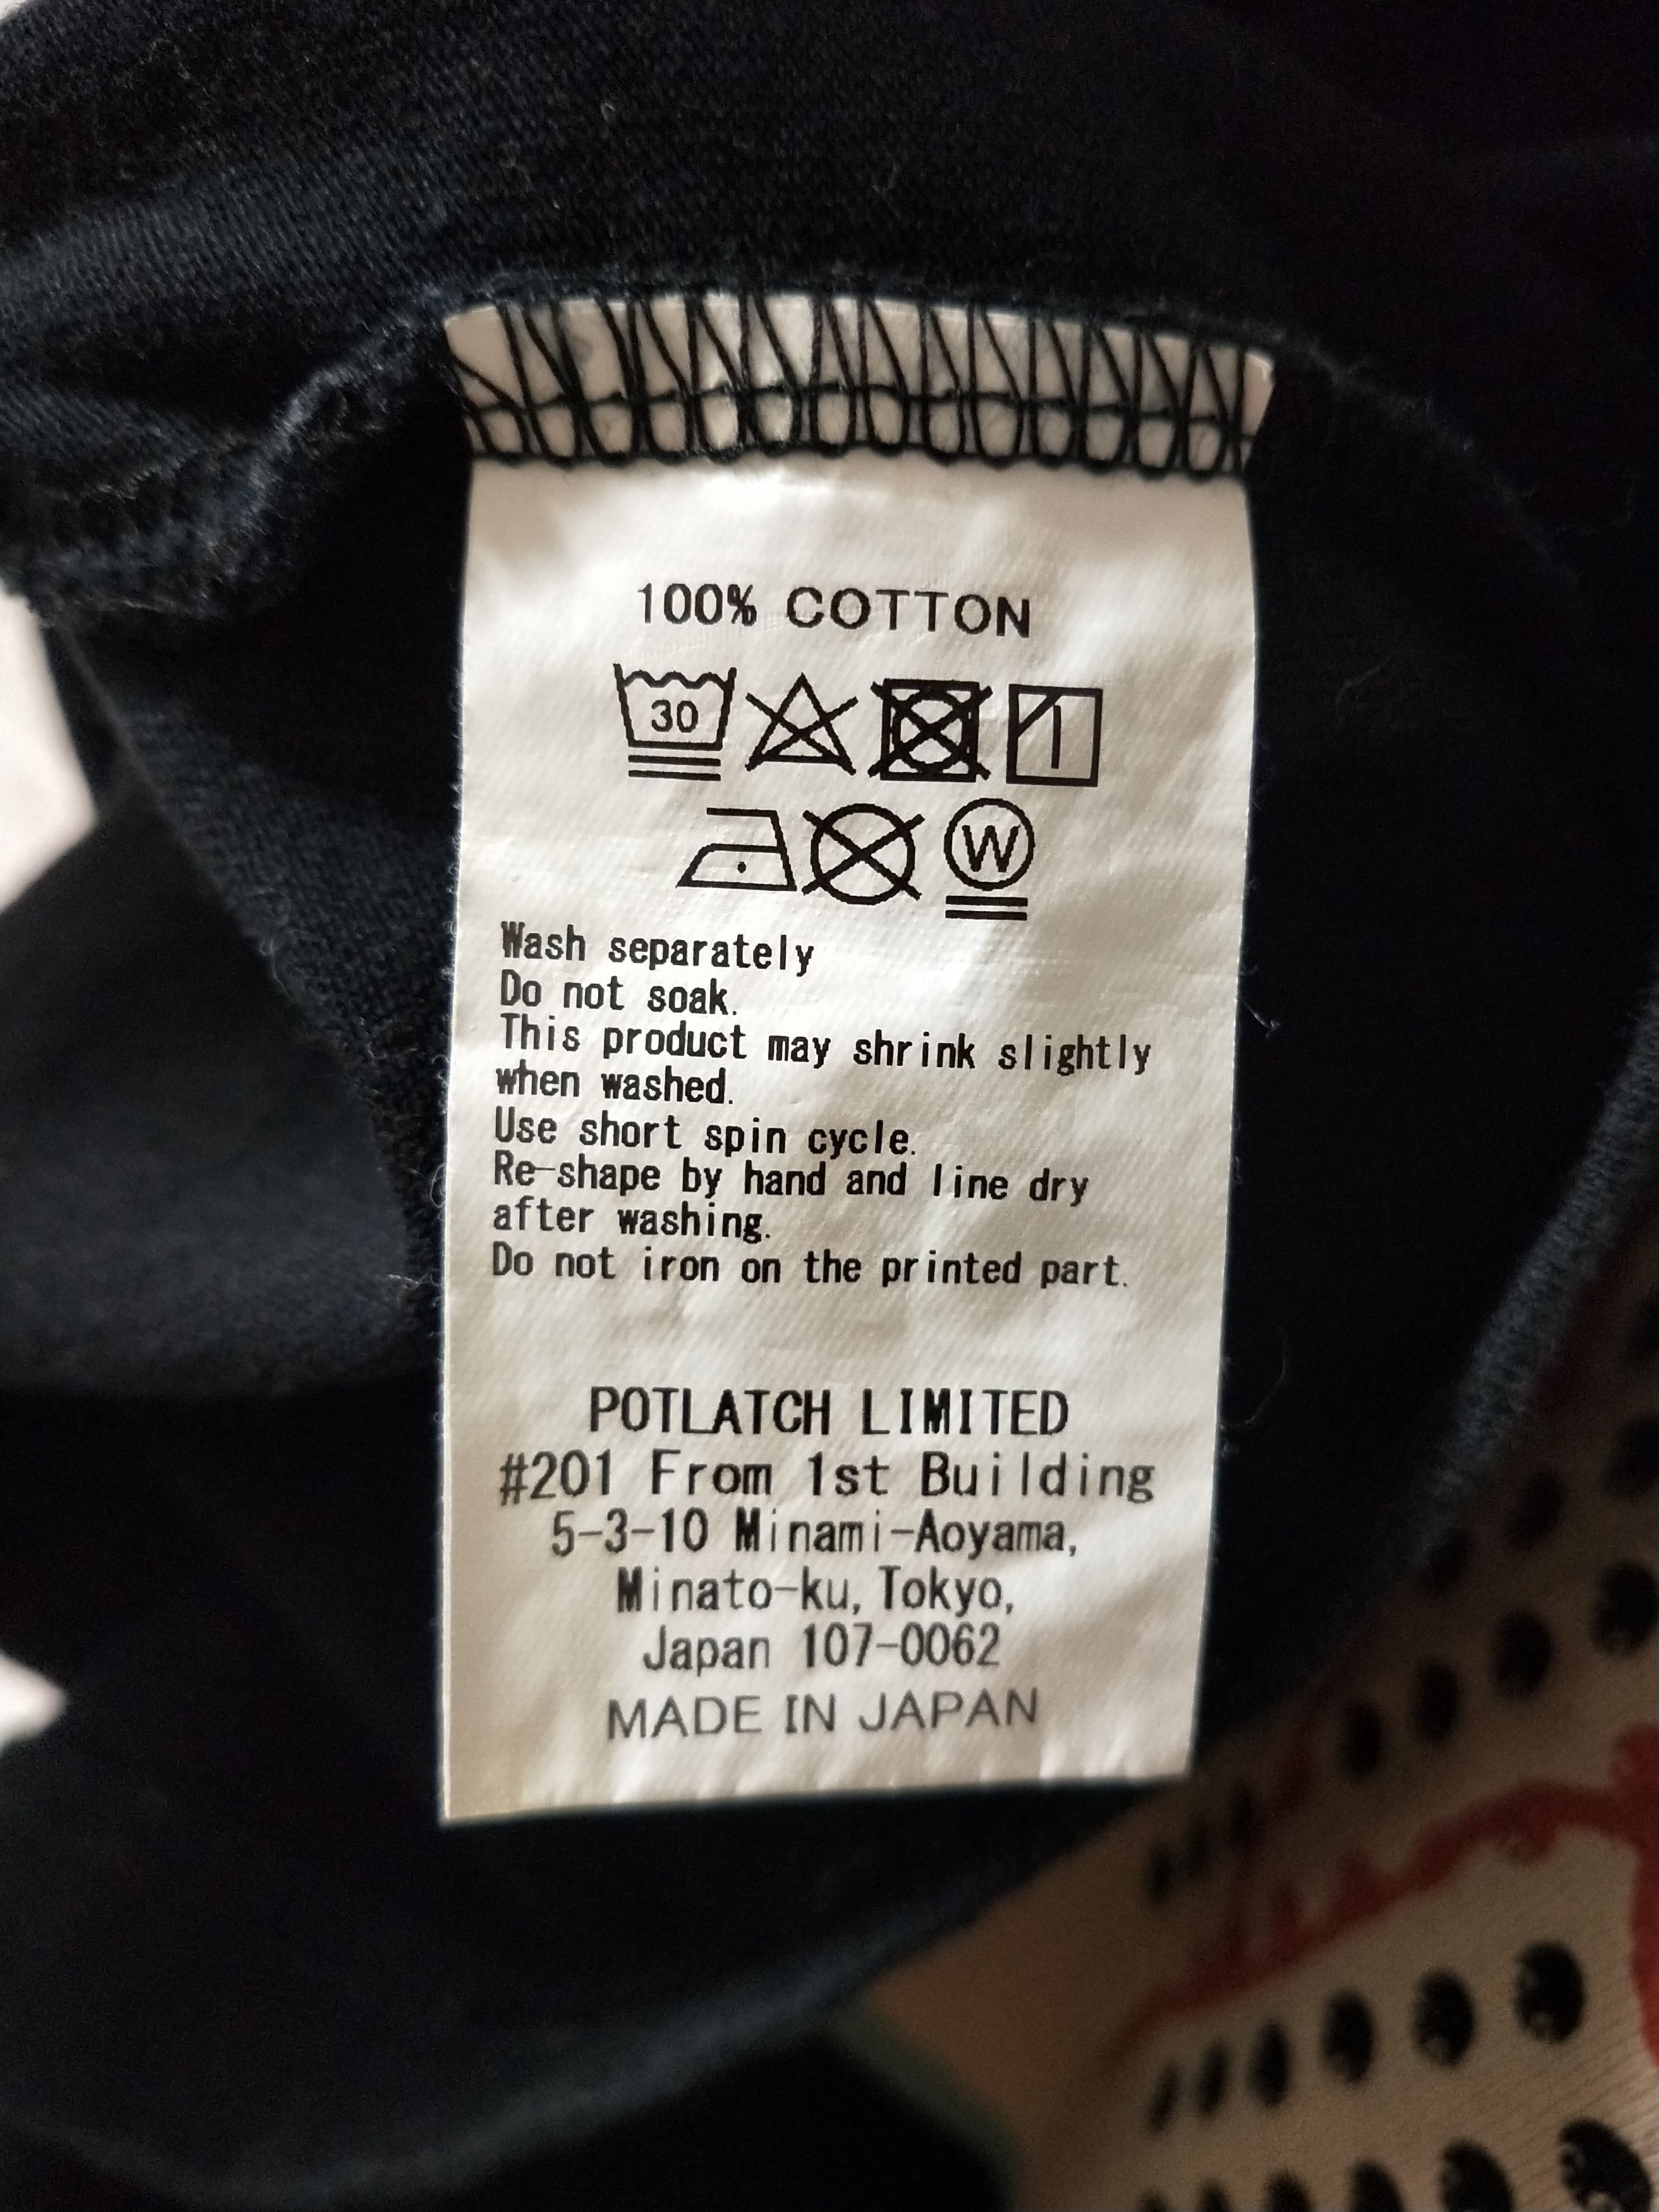 100% COTTON
30
W
Wash separately
Do not soak.
This product may shrink slightly
when washed.
Use short spin cycle.
Re-shape by hand and line dry
after washing.
Do not iron on the printed part.
POTLATCH LIMITED
#201 From 1st Building
5-3-10 Minami-Aoyama,
Minato-ku, Tokyo,
Japan 107-0062
MADE IN JAPAN